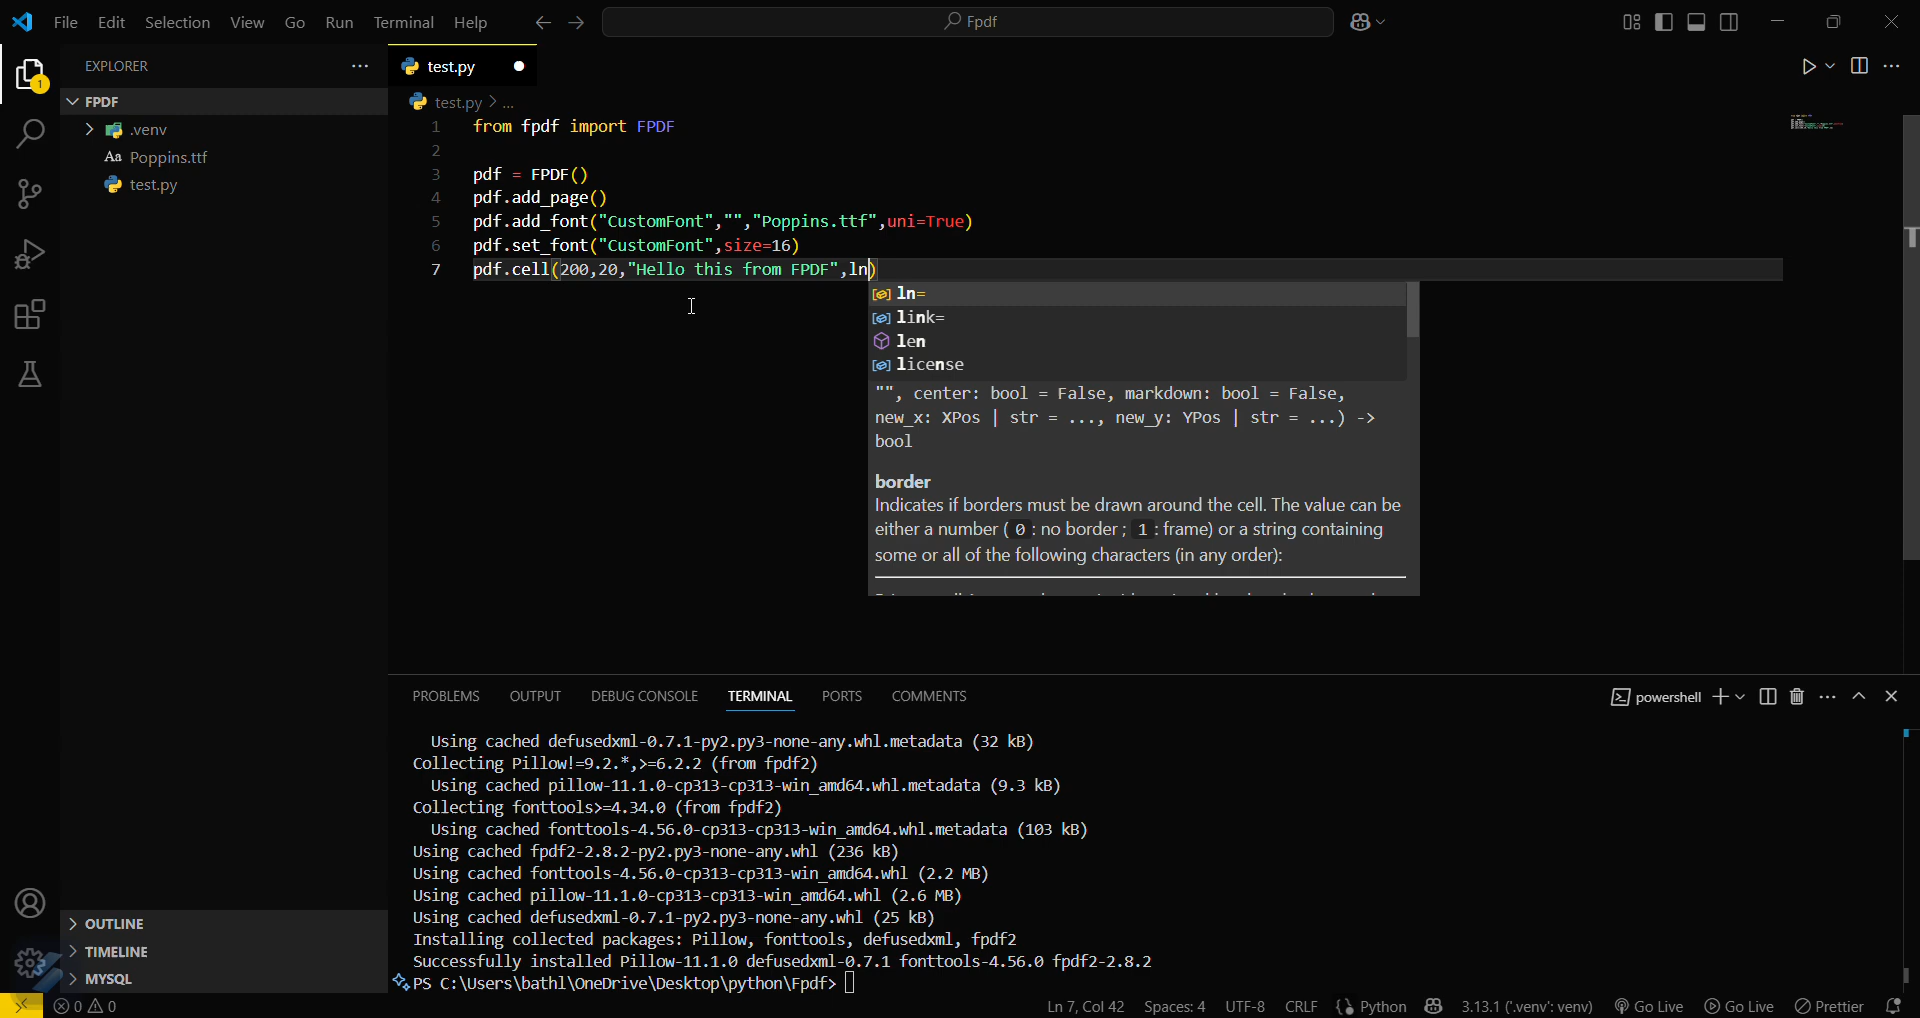 File Edit Selection View Go Run Terminal Help
Fpdf
EXPLORER
test.py
FPDF
test.py > ...
.venv
Poppins.ttf
test.py
1
1 from fpdf import FPDF
2
3 pdf = FPDF()
4 pdf.add_page()
5 pdf.add_font("CustomFont","","Poppins.ttf",uni=True)
6 pdf.set_font("CustomFont",size=16)
7 pdf.cell(200,20,"Hello this from FPDF",ln)
ln=
link=
len
license
"", center: bool = False, markdown: bool = False,
new_x: XPos | str = ..., new_y: YPos | str = ...) ->
bool
border
Indicates if borders must be drawn around the cell. The value can be
either a number ( 0 : no border ; 1 : frame) or a string containing
some or all of the following characters (in any order):
PROBLEMS OUTPUT DEBUG CONSOLE TERMINAL PORTS COMMENTS
powershell
Using cached defusedxml-0.7.1-py2.py3-none-any.whl.metadata (32 kB)
Collecting Pillow!=9.2.*,>=6.2.2 (from fpdf2)
Using cached pillow-11.1.0-cp313-cp313-win_amd64.whl.metadata (9.3 kB)
Collecting fonttools>=4.34.0 (from fpdf2)
Using cached fonttools-4.56.0-cp313-cp313-win_amd64.whl.metadata (103 kB)
Using cached fpdf2-2.8.2-py2.py3-none-any.whl (236 kB)
Using cached fonttools-4.56.0-cp313-cp313-win_amd64.whl (2.2 MB)
Using cached pillow-11.1.0-cp313-cp313-win_amd64.whl (2.6 MB)
Using cached defusedxml-0.7.1-py2.py3-none-any.whl (25 kB)
Installing collected packages: Pillow, fonttools, defusedxml, fpdf2
Successfully installed Pillow-11.1.0 defusedxml-0.7.1 fonttools-4.56.0 fpdf2-2.8.2
PS C:\Users\bathl\OneDrive\Desktop\python\Fpdf>
OUTLINE
TIMELINE
MYSQL
0 0
Ln 7, Col 42 Spaces: 4 UTF-8 CRLF Python 3.13.1 ('.venv': venv) Go Live Go Live Prettier